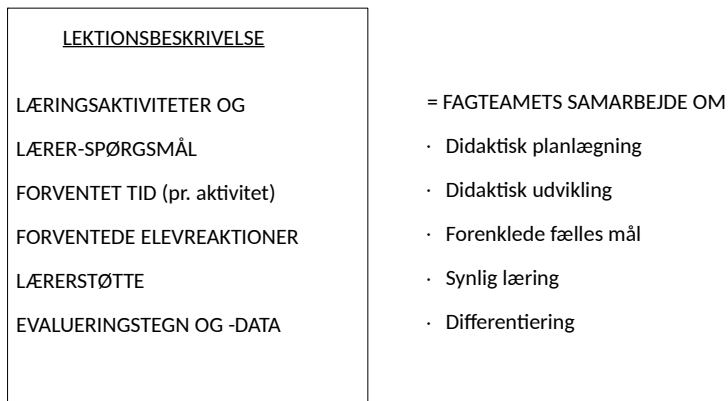 LEKTIONSBESKRIVELSE
LÆRINGSAKTIVITETER OG
LÆRER-SPØRGSMÅL
FORVENTET TID (pr. aktivitet)
FORVENTEDE ELEVREAKTIONER
LÆRERSTØTTE
EVALUERINGSTEGN OG -DATA
= FAGTEAMETS SAMARBEJDE OM
· Didaktisk planlægning
· Didaktisk udvikling
· Forenklede fælles mål
· Synlig læring
· Differentiering